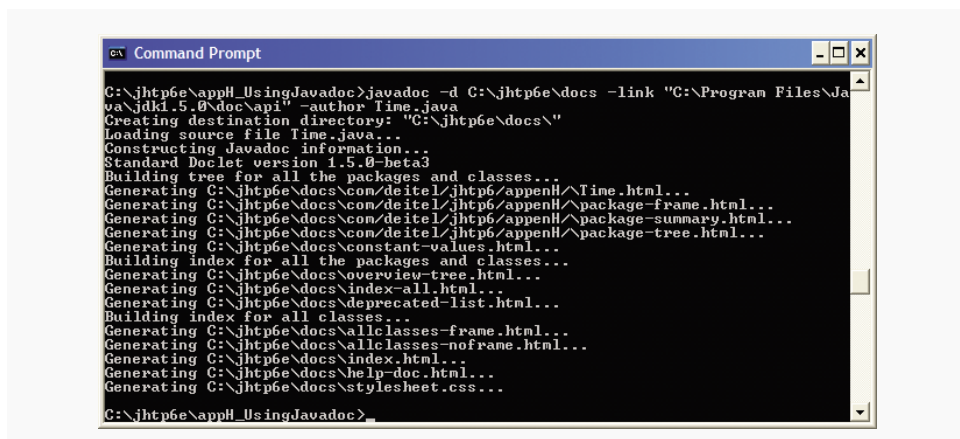 Command Prompt
C:\jhtp6e\appH_UsingJavadoc>javadoc -d C:\jhtp6e\docs -link "C:\Program Files\Ja
va\jdk1.5.0\doc\api" -author Time.java
Creating destination directory: "C:\jhtp6e\docs\"
Loading source file Time.java...
Constructing Javadoc information...
Standard Doclet version 1.5.0-beta3
Building tree for all the packages and classes...
Generating C:\jhtp6e\docs\com/deitel/jhtp6/appenH/\Time.html...
Generating C:\jhtp6e\docs\com/deitel/jhtp6/appenH/\package-frame.html...
Generating C:\jhtp6e\docs\com/deitel/jhtp6/appenH/\package-summary.html...
Generating C:\jhtp6e\docs\com/deitel/jhtp6/appenH/\package-tree.html...
Generating C:\jhtp6e\docs\constant-values.html...
Building index for all the packages and classes...
Generating C:\jhtp6e\docs\overview-tree.html...
Generating C:\jhtp6e\docs\index-all.html...
Generating C:\jhtp6e\docs\deprecated-list.html...
Building index for all classes...
Generating C:\jhtp6e\docs\allclasses-frame.html...
Generating C:\jhtp6e\docs\allclasses-noframe.html...
Generating C:\jhtp6e\docs\index.html...
Generating C:\jhtp6e\docs\help-doc.html...
Generating C:\jhtp6e\docs\stylesheet.css...
C:\jhtp6e\appH_UsingJavadoc>_